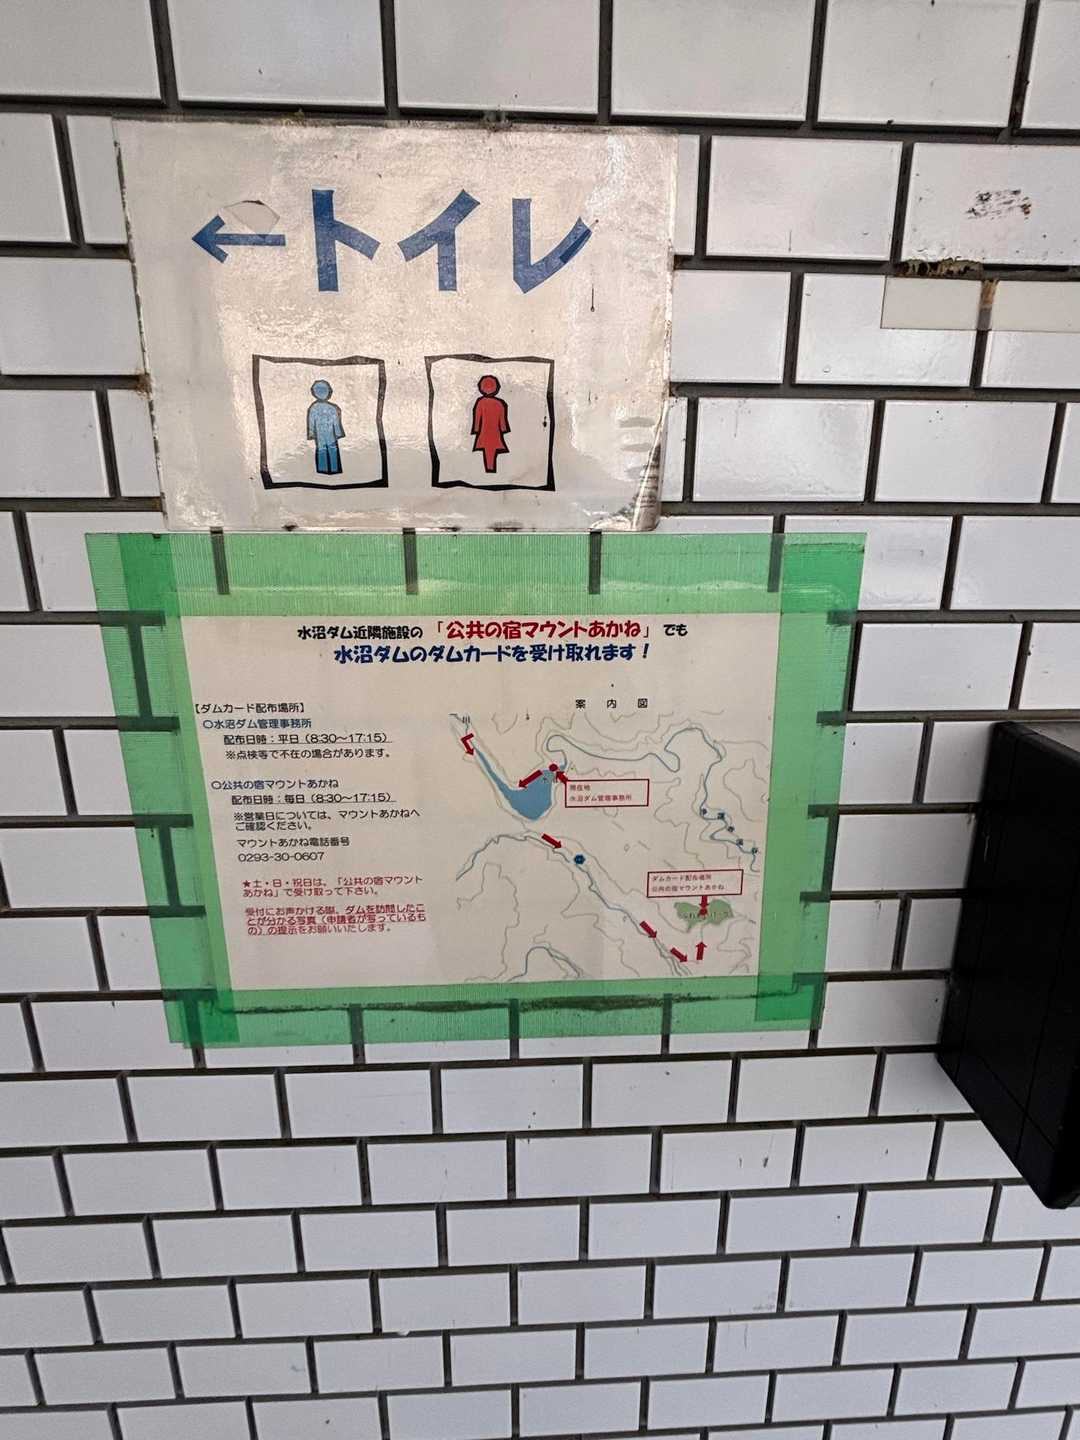 ←トイレ
水沼ダム近隣施設の「公共の宿マウントあかね」でも
水沼ダムのダムカードを受け取れます！
【ダムカード配布場所】
○水沼ダム管理事務所
配布日時：平日（8:30〜17:15）
※点検等で不在の場合があります。
○公共の宿マウントあかね
配布日時：毎日（8:30〜17:15）
※営業日については、マウントあかねへ
ご確認ください。
マウントあかね電話番号
0293-30-0607
★土・日・祝日は、「公共の宿マウント
あかね」で受け取って下さい。
受付にお声かける際、ダムを訪問したこ
とが分かる写真（申請者が写っているも
の）の提示をお願いいたします。
案内図
現在地
水沼ダム管理事務所
ダムカード配布場所
公共の宿マウントあかね